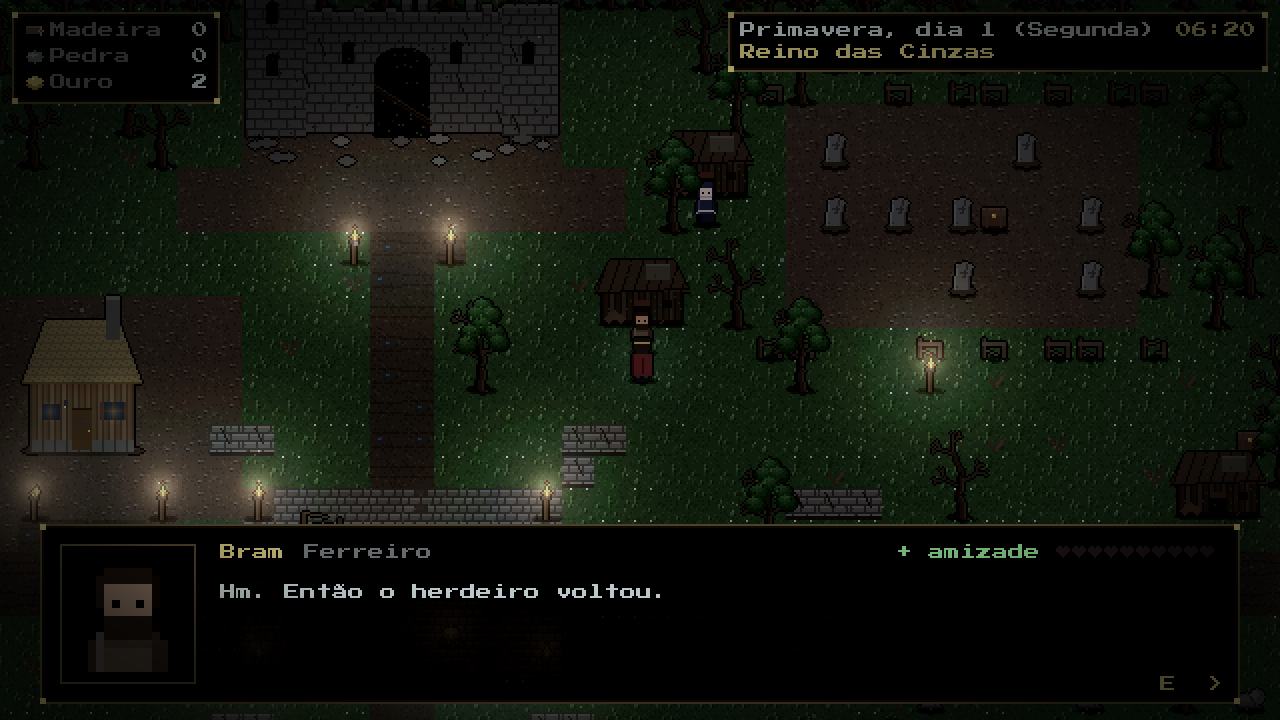 Madeira 0
Pedra 0
Ouro 2
Primavera, dia 1 (Segunda) 06:20
Reino das Cinzas
Bram Ferreiro + amizade
Hm. Então o herdeiro voltou.
E >